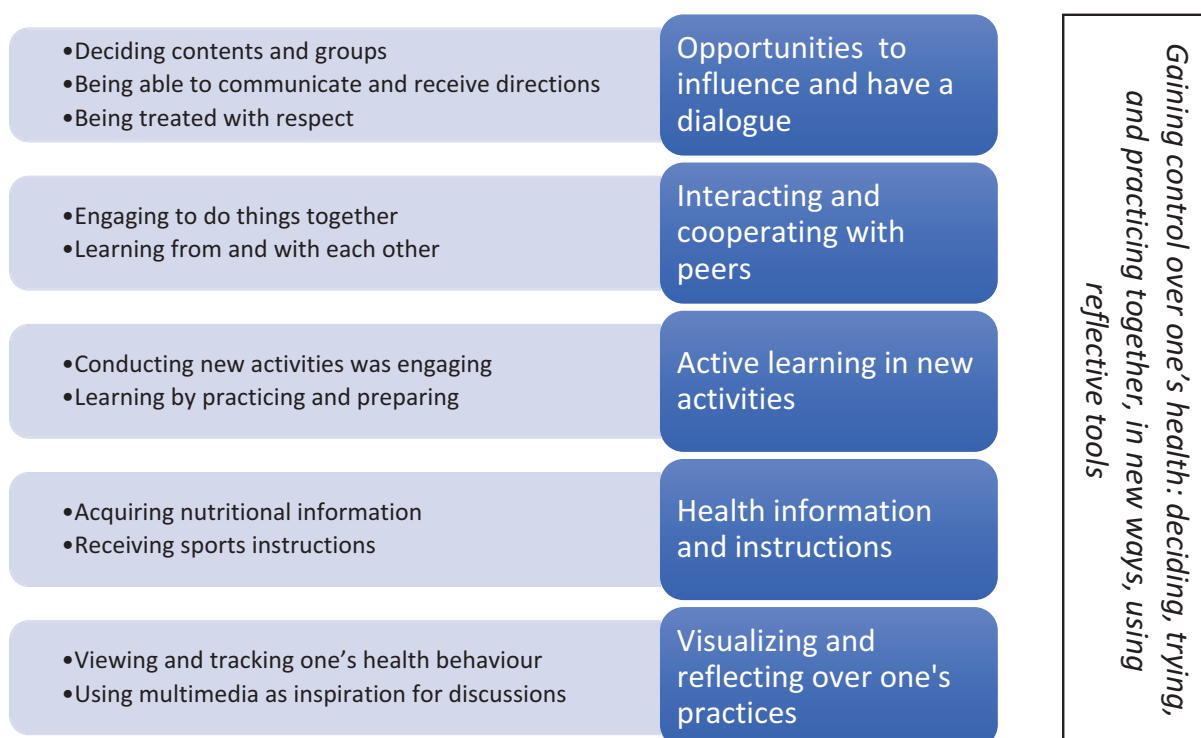 •Deciding contents and groups
•Being able to communicate and receive directions
•Being treated with respect
Opportunities to
influence and have a
dialogue
•Engaging to do things together
•Learning from and with each other
Interacting and
cooperating with
peers
•Conducting new activities was engaging
•Learning by practicing and preparing
Active learning in new
activities
•Acquiring nutritional information
•Receiving sports instructions
Health information
and instructions
•Viewing and tracking one’s health behaviour
•Using multimedia as inspiration for discussions
Visualizing and
reflecting over one's
practices
Gaining control over one’s health: deciding, trying,
and practicing together, in new ways, using
reflective tools